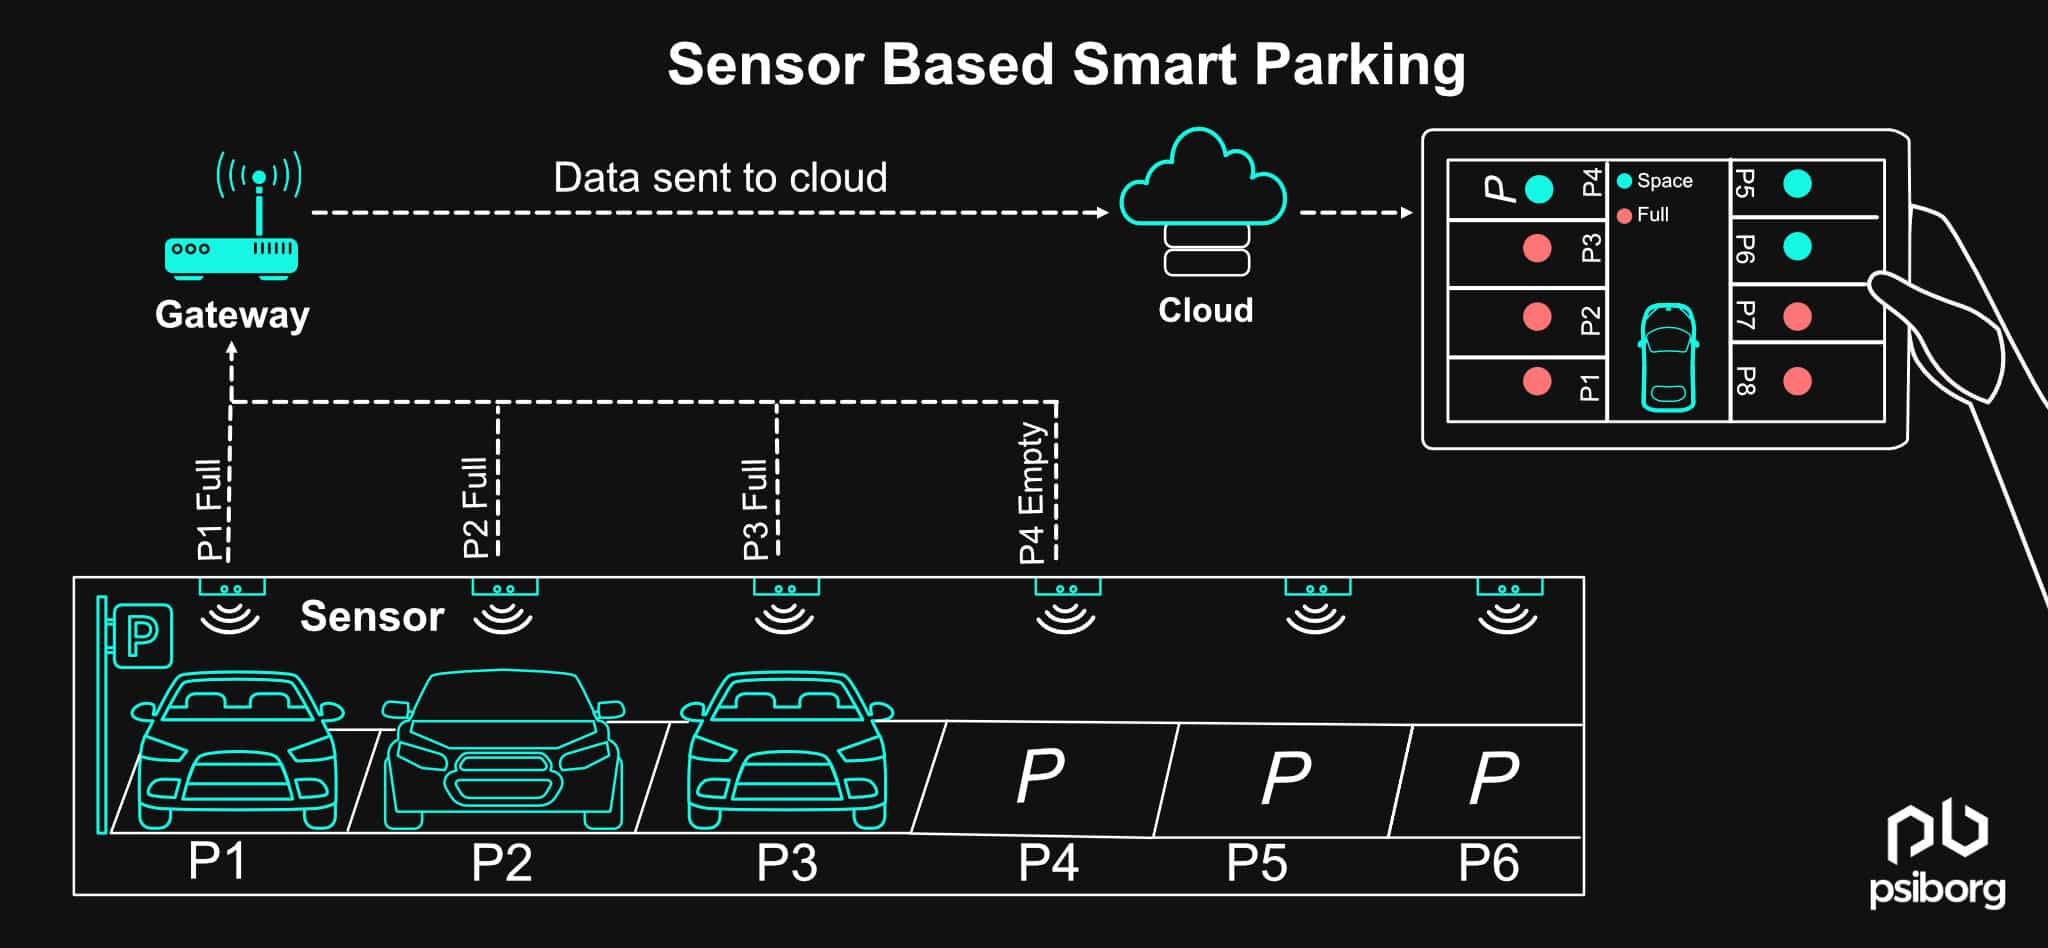 Sensor Based Smart Parking
Data sent to cloud
Gateway
Cloud
P4
P3
P2
P1
P
Space
Full
P5
P6
P7
P8
P1 Full
P2 Full
P3 Full
P4 Empty
Sensor
P
P
P
P
P1
P2
P3
P4
P5
P6
psiborg